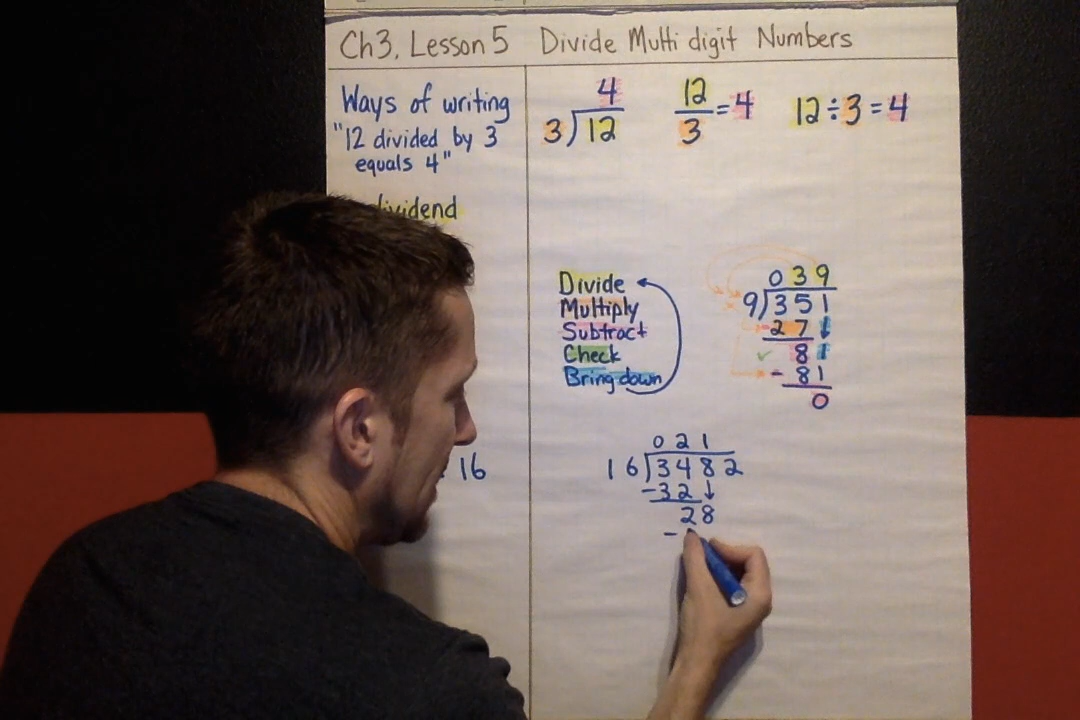 Ch3, Lesson 5 Divide Multi digit Numbers
Ways of writing
"12 divided by 3
equals 4"
4
3)12
12
3
=4
12÷3=4
dividend
Divide
Multiply
Subtract
Check
Bring down
039
9)351
-27
81
-81
0
16
021
16)3482
-32↓
28
-